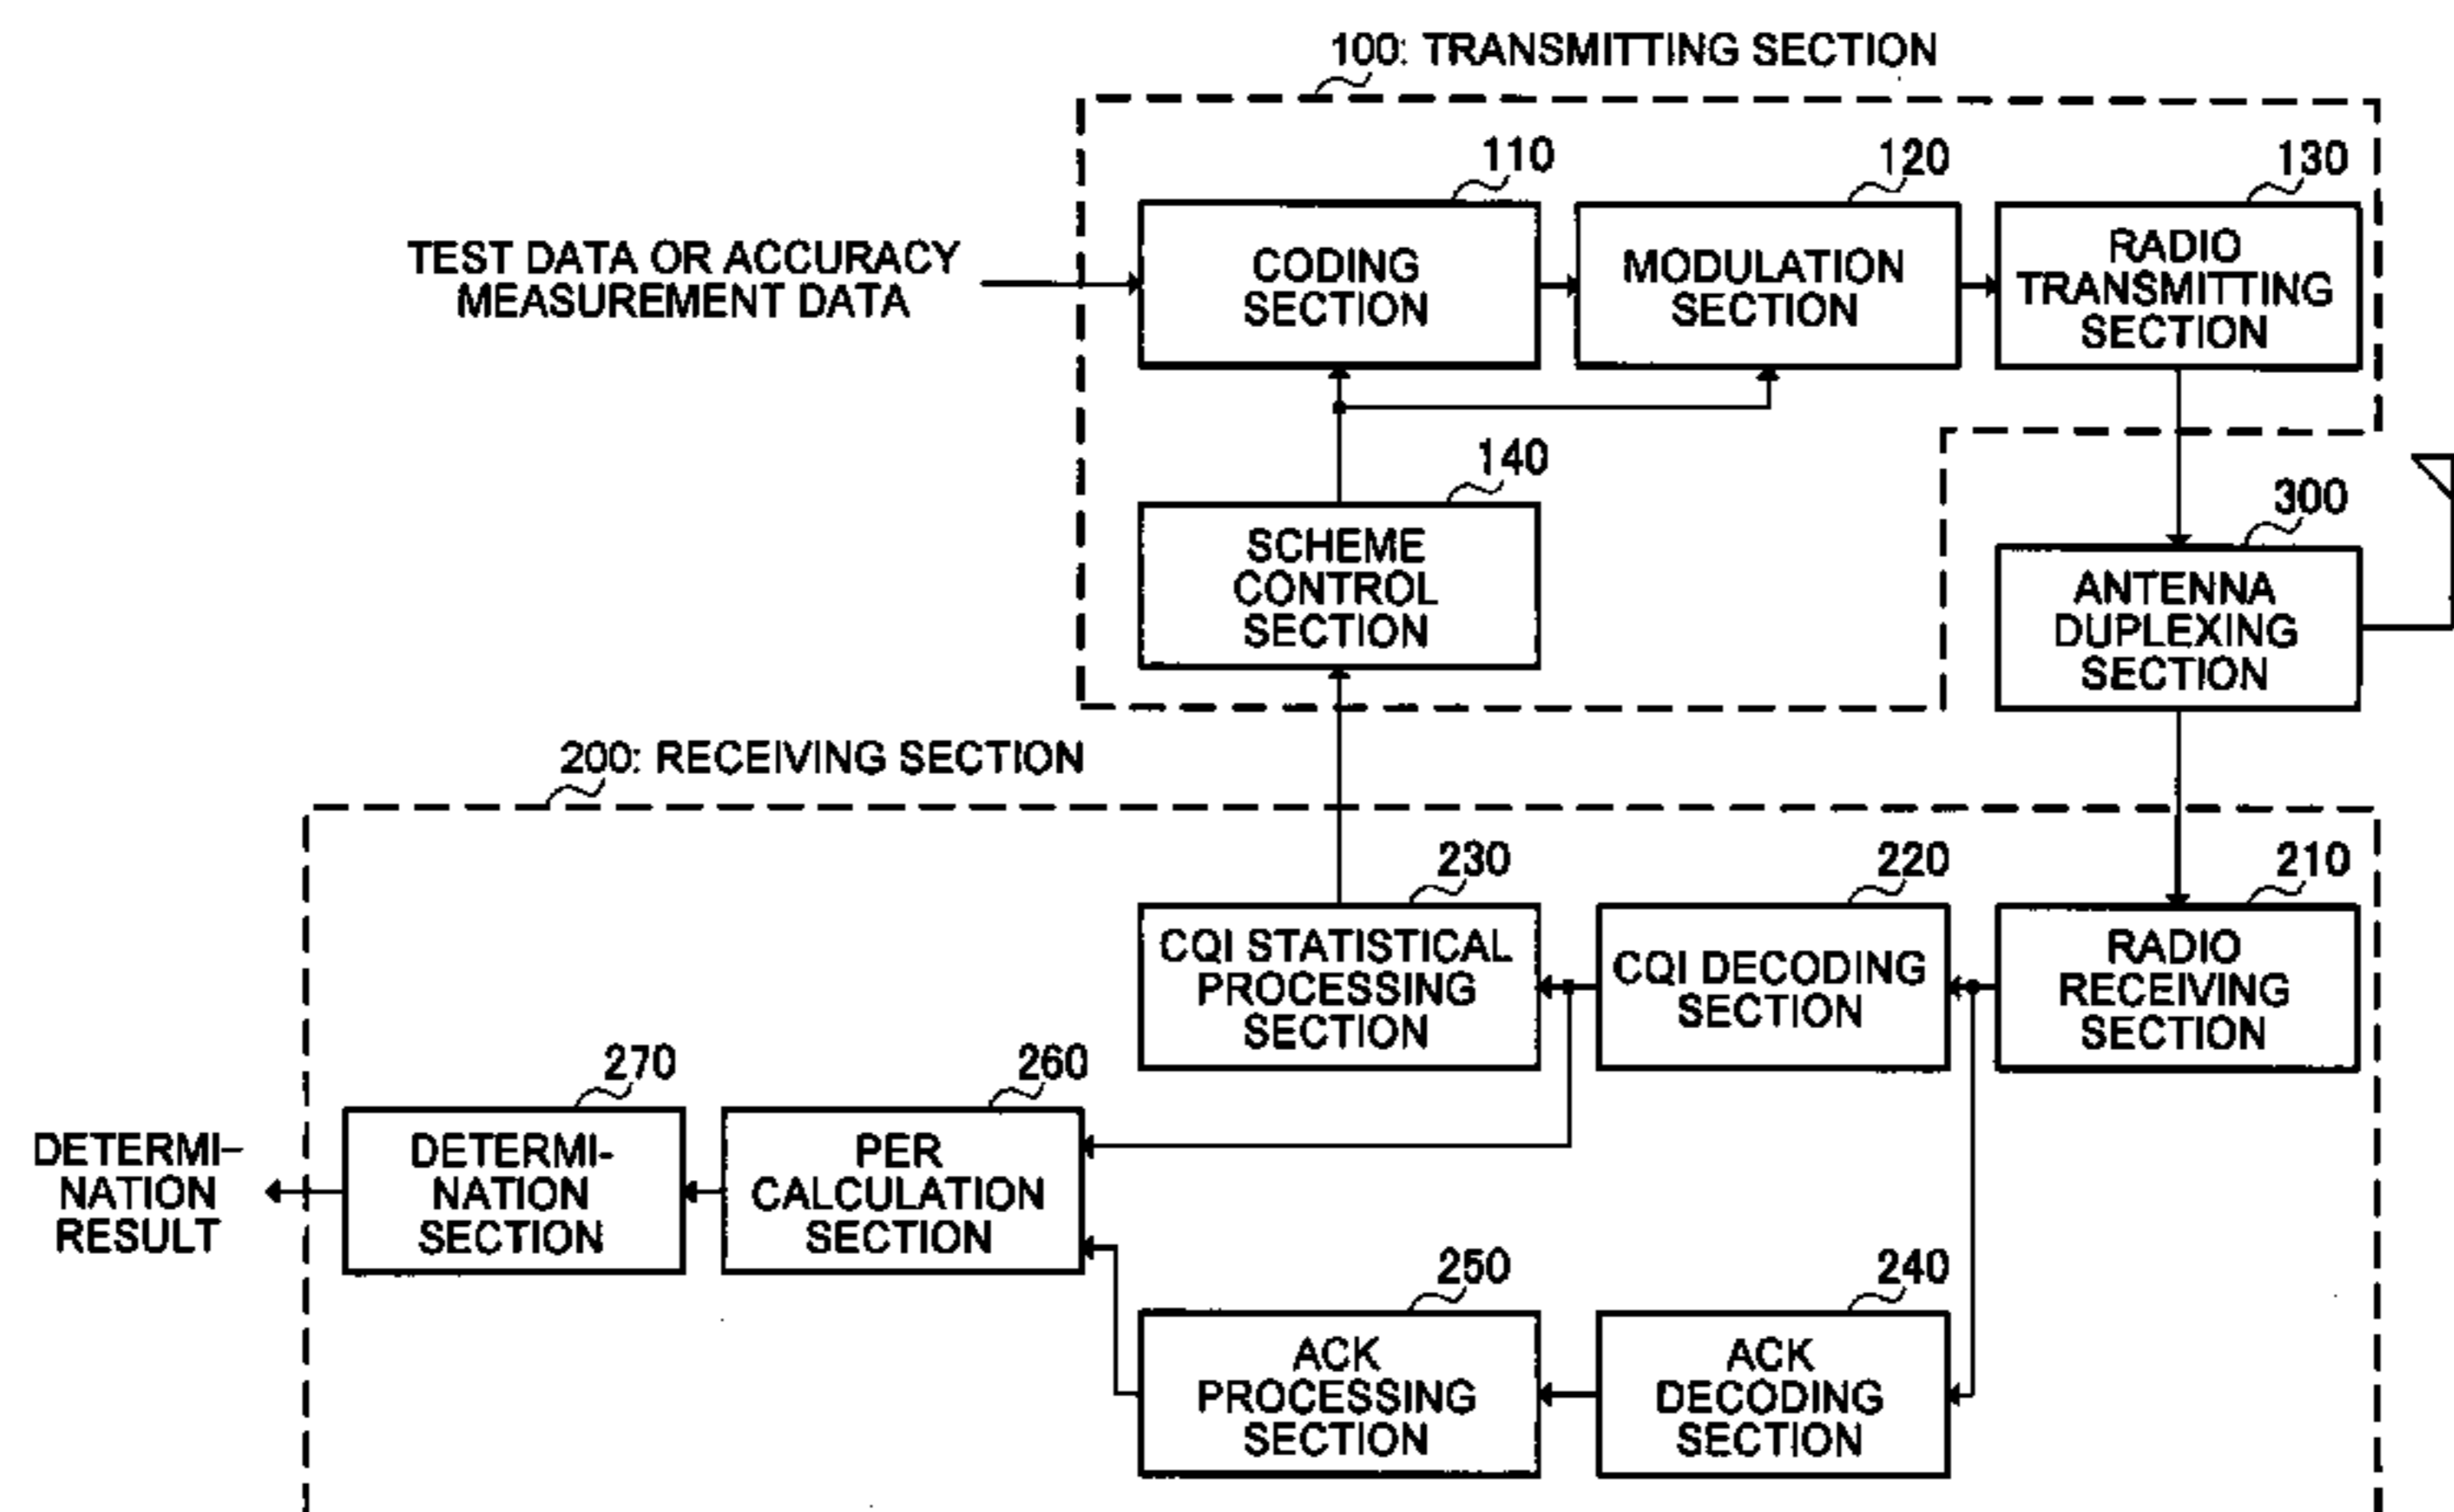 100: TRANSMITTING SECTION
110
120
130
TEST DATA OR ACCURACY
MEASUREMENT DATA
CODING
SECTION
MODULATION
SECTION
RADIO
TRANSMITTING
SECTION
140
SCHEME
CONTROL
SECTION
300
ANTENNA
DUPLEXING
SECTION
200: RECEIVING SECTION
230
220
210
CQI STATISTICAL
PROCESSING
SECTION
CQI DECODING
SECTION
RADIO
RECEIVING
SECTION
270
260
DETERMI-
NATION
RESULT
DETERMI-
NATION
SECTION
PER
CALCULATION
SECTION
250
240
ACK
PROCESSING
SECTION
ACK
DECODING
SECTION